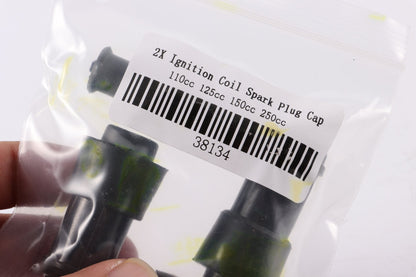 2X Ignition Coil Spark Plug Cap
110cc 125cc 150cc 250cc
38134